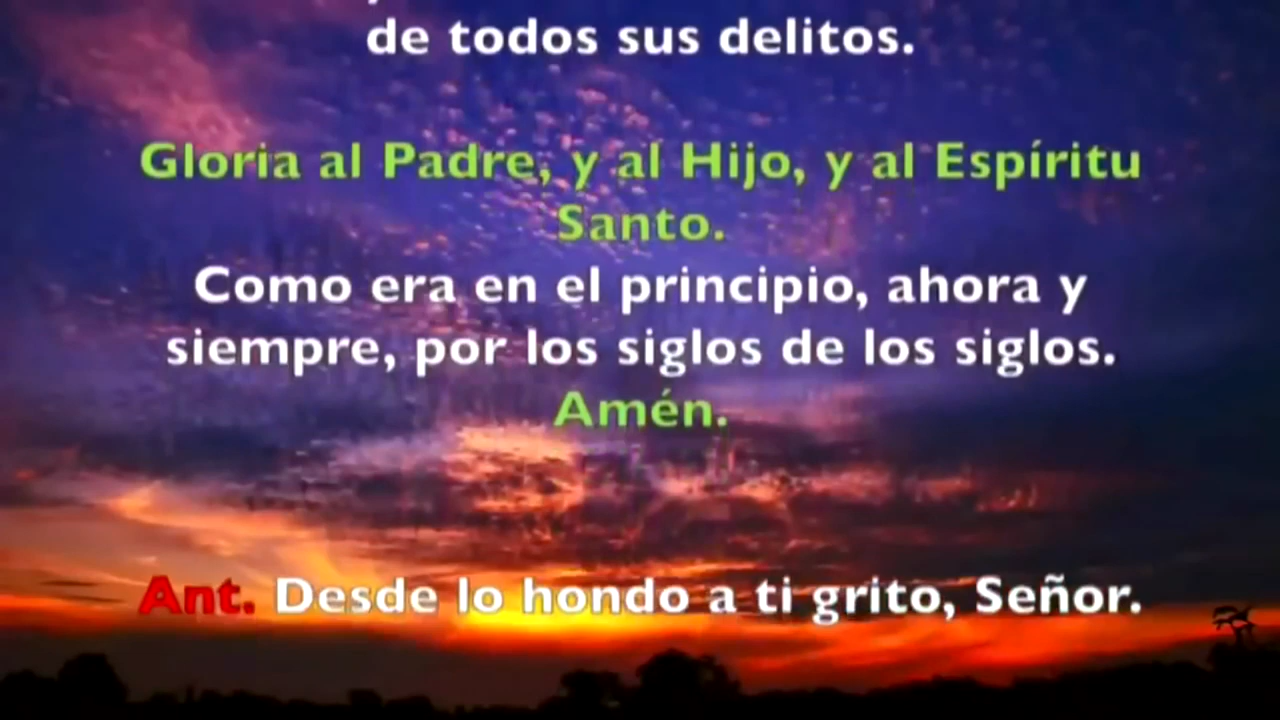 de todos sus delitos.
Gloria al Padre, y al Hijo, y al Espíritu
Santo.
Como era en el principio, ahora y
siempre, por los siglos de los siglos.
Amén.
Ant. Desde lo hondo a ti grito, Señor.